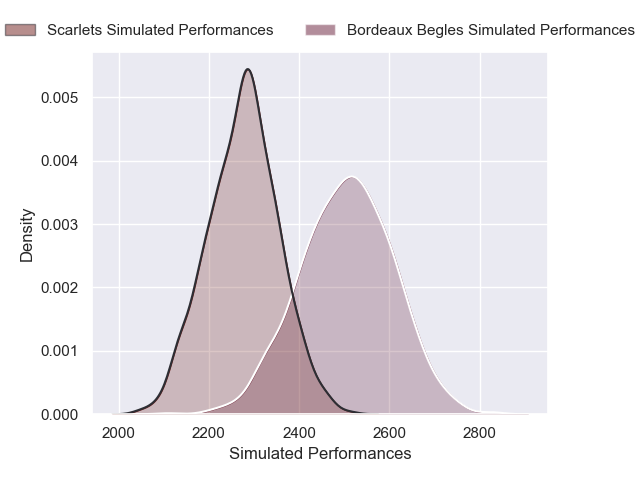 Scarlets Simulated Performances
Bordeaux Begles Simulated Performances
0.005
0.004
0.003
0.002
0.001
0.000
Density
2000
2200
2400
2600
2800
Simulated Performances